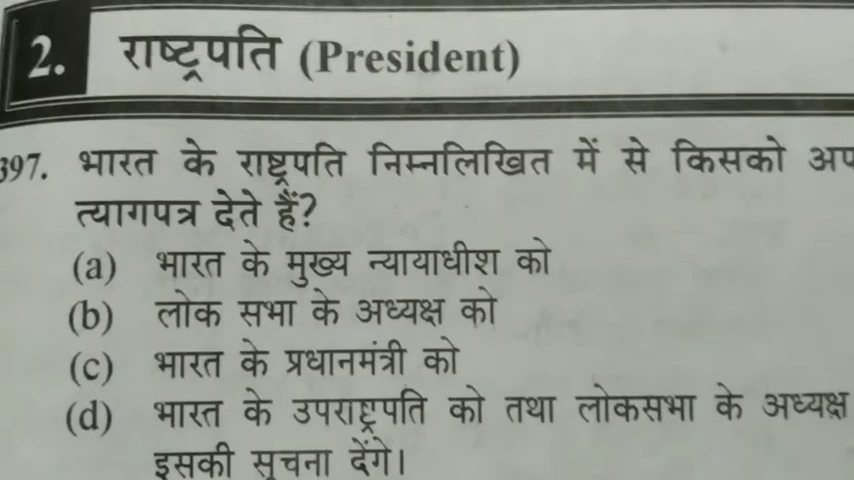 2. राष्ट्रपति (President)
397. भारत के राष्ट्रपति निम्नलिखित में से किसको
त्यागपत्र देते हैं?
(a) भारत के मुख्य न्यायाधीश को
(b) लोक सभा के अध्यक्ष को
(c) भारत के प्रधानमंत्री को
(d) भारत के उपराष्ट्रपति को तथा लोकसभा के अध्यक्ष
इसकी सूचना देंगे।